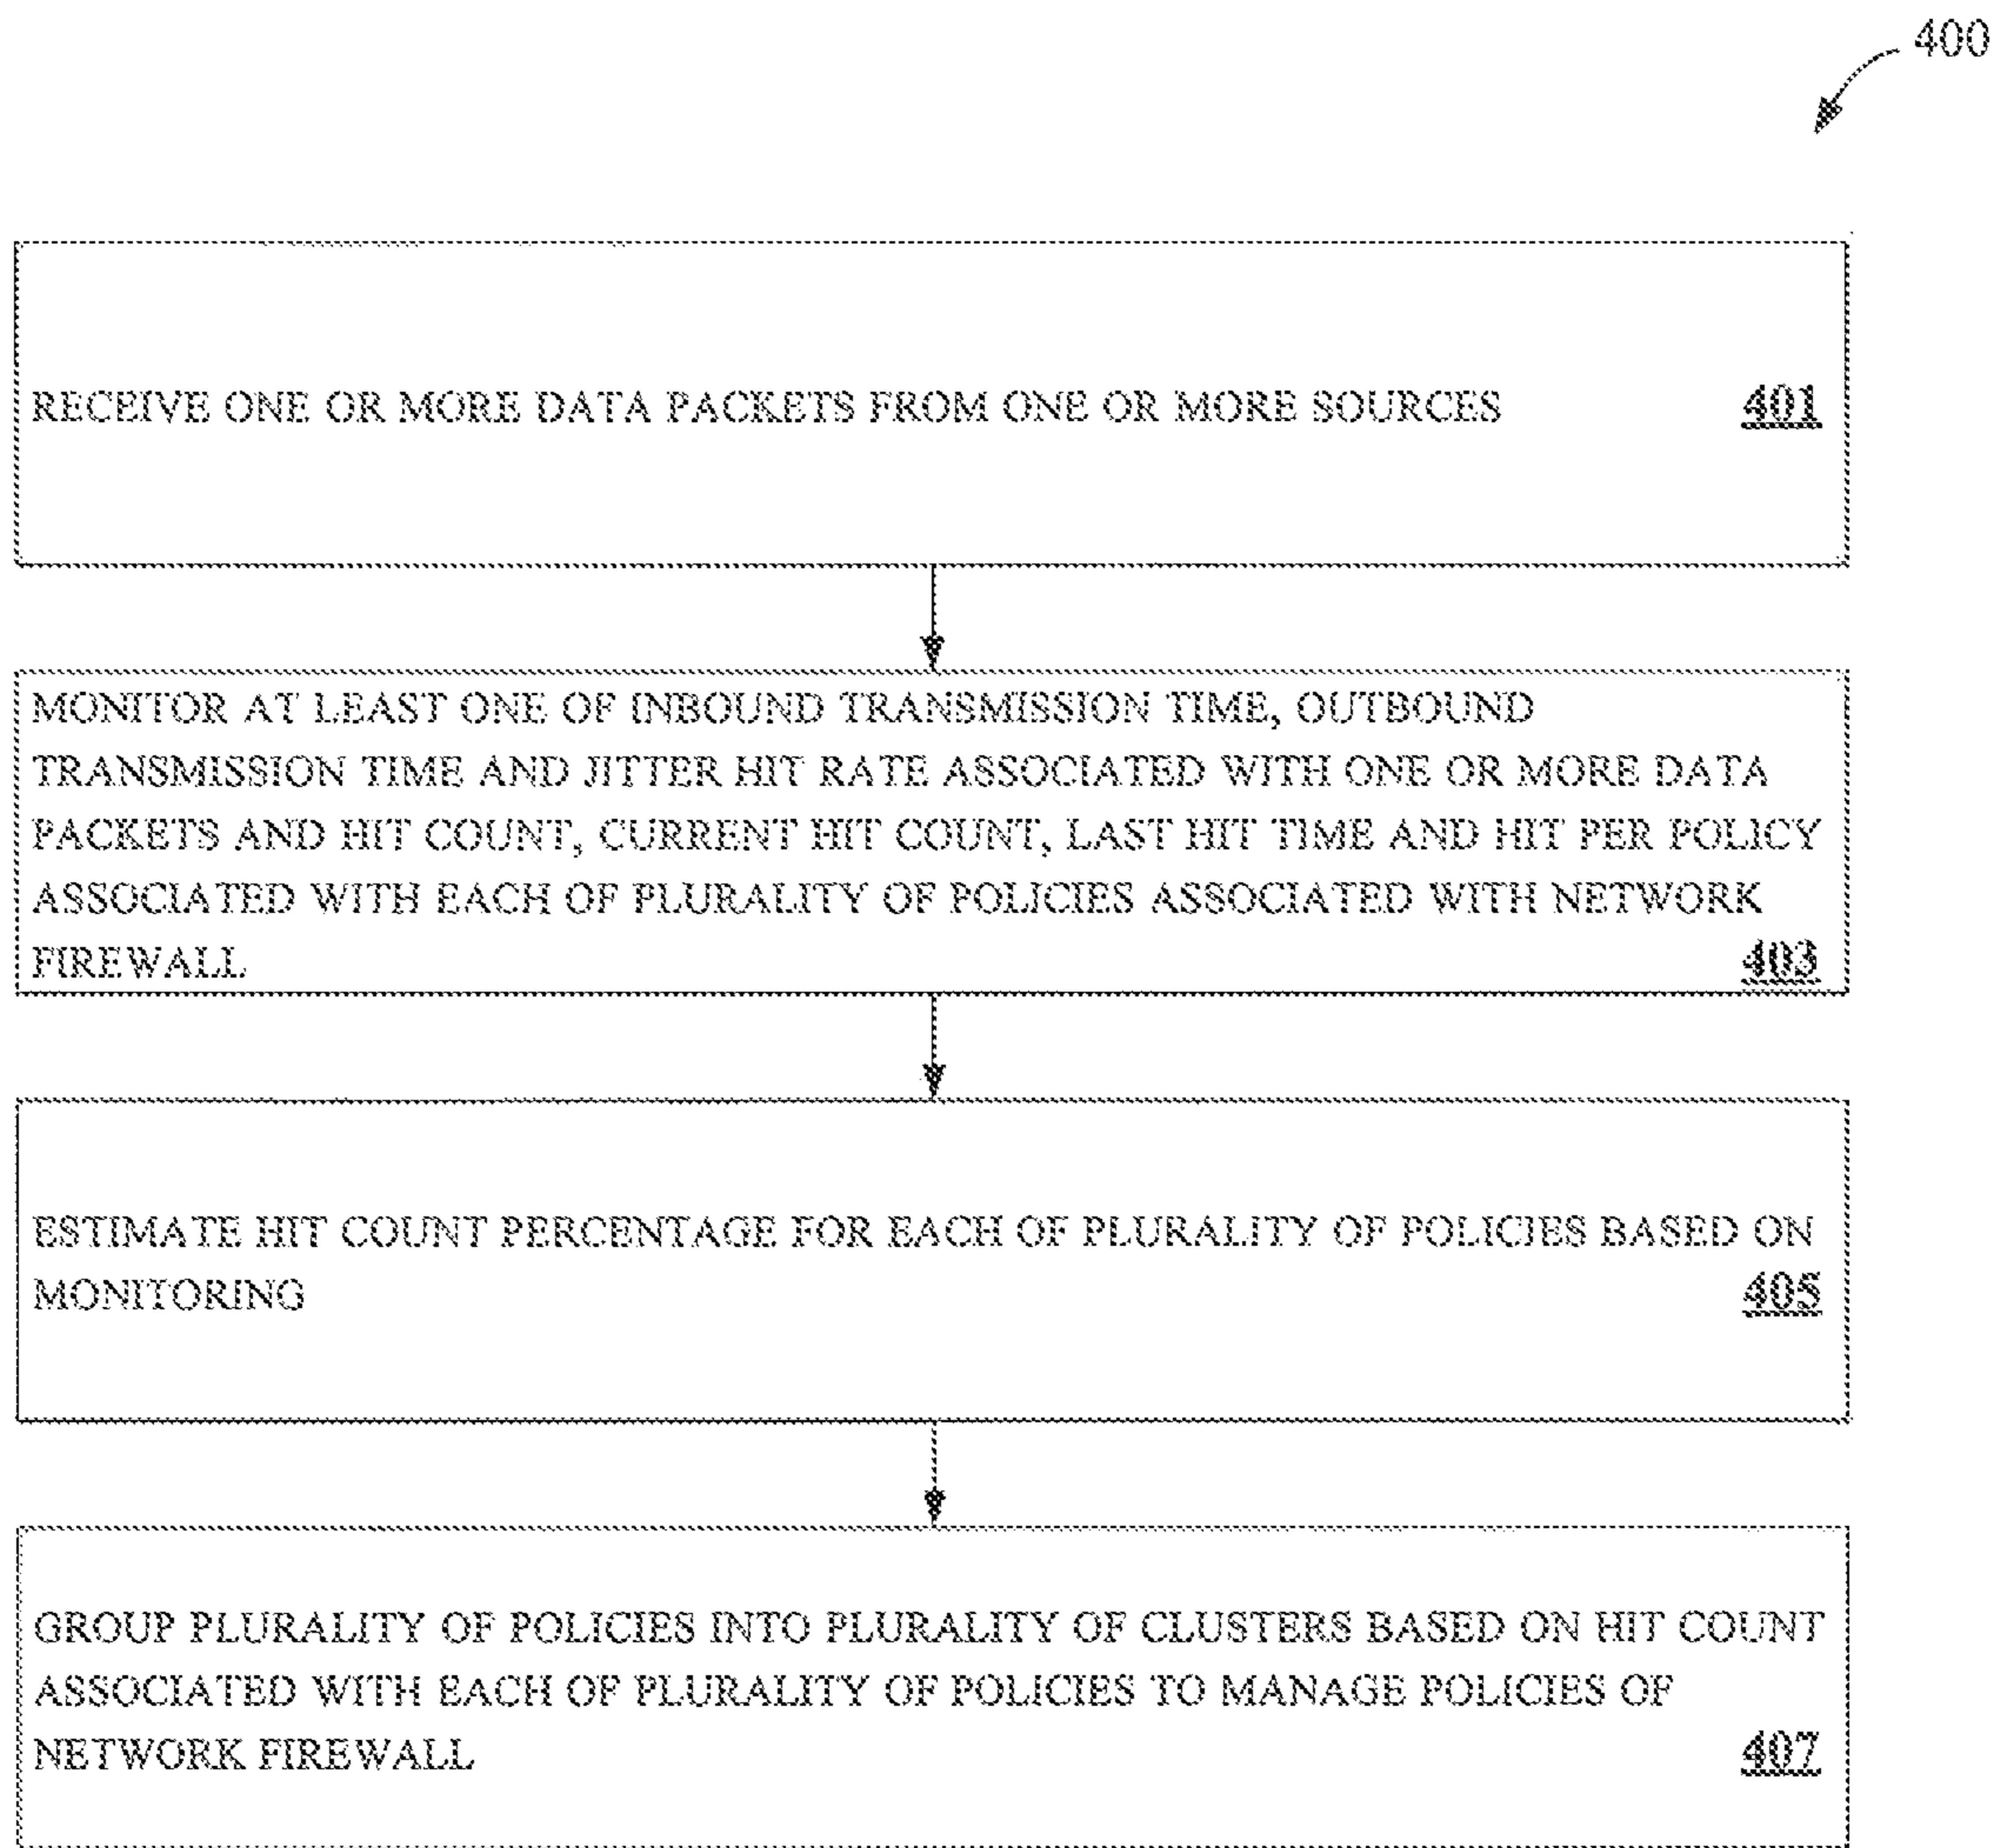 400
RECEIVE ONE OR MORE DATA PACKETS FROM ONE OR MORE SOURCES 401
MONITOR AT LEAST ONE OF INBOUND TRANSMISSION TIME, OUTBOUND
TRANSMISSION TIME AND JITTER HIT RATE ASSOCIATED WITH ONE OR MORE DATA
PACKETS AND HIT COUNT, CURRENT HIT COUNT, LAST HIT TIME AND HIT PER POLICY
ASSOCIATED WITH EACH OF PLURALITY OF POLICIES ASSOCIATED WITH NETWORK
FIREWALL 403
ESTIMATE HIT COUNT PERCENTAGE FOR EACH OF PLURALITY OF POLICIES BASED ON
MONITORING 405
GROUP PLURALITY OF POLICIES INTO PLURALITY OF CLUSTERS BASED ON HIT COUNT
ASSOCIATED WITH EACH OF PLURALITY OF POLICIES TO MANAGE POLICIES OF
NETWORK FIREWALL 407